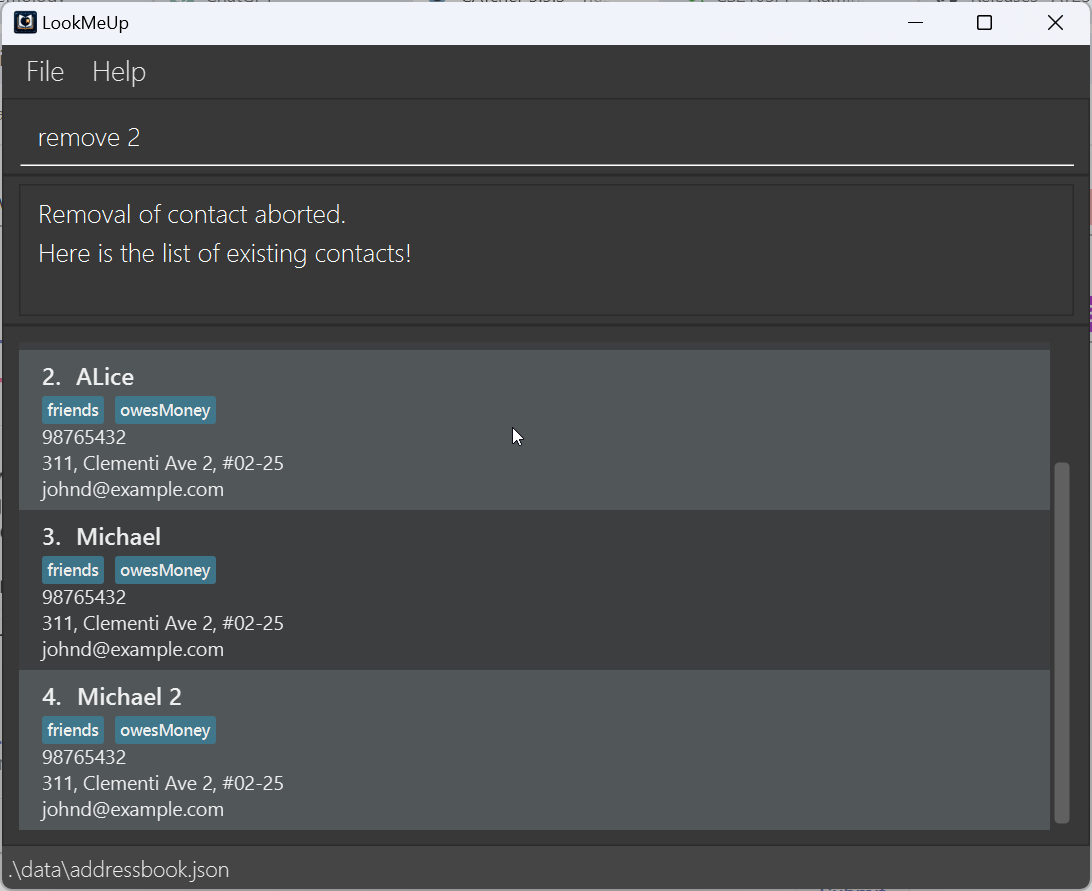 LookMeUp
File Help
remove 2
Removal of contact aborted.
Here is the list of existing contacts!
2. ALice
friends owesMoney
98765432
311, Clementi Ave 2, #02-25
johnd@example.com
3. Michael
friends owesMoney
98765432
311, Clementi Ave 2, #02-25
johnd@example.com
4. Michael 2
friends owesMoney
98765432
311, Clementi Ave 2, #02-25
johnd@example.com
.\data\addressbook.json